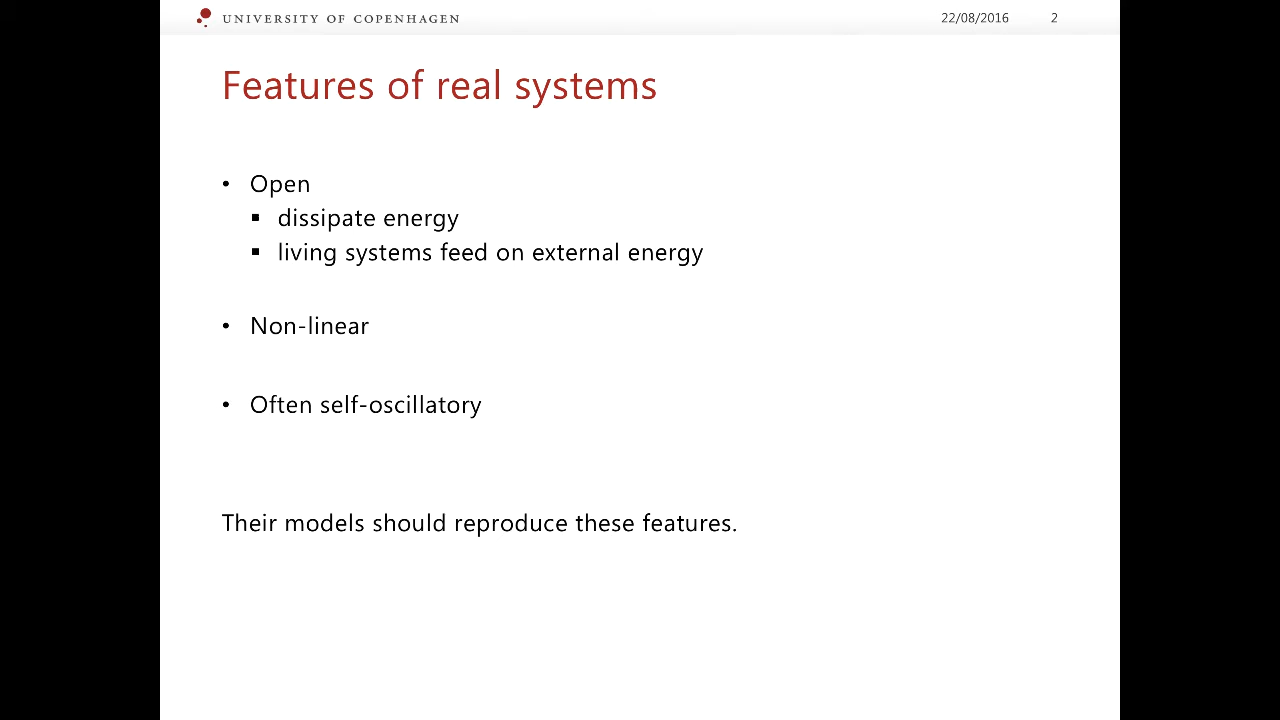 UNIVERSITY OF COPENHAGEN 22/08/2016 2
Features of real systems
• Open
▪ dissipate energy
▪ living systems feed on external energy
• Non-linear
• Often self-oscillatory
Their models should reproduce these features.